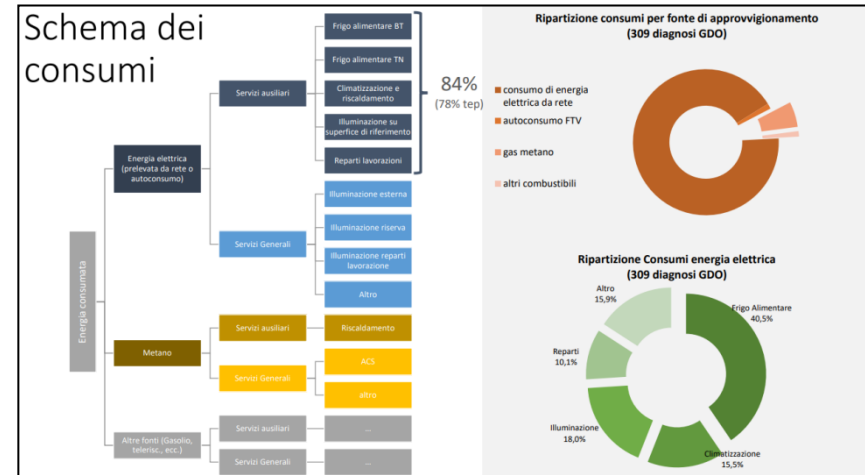 Schema dei
consumi
Energia consumata
Energia elettrica
(prelevata da rete o
autoconsumo)
Servizi ausiliari
Frigo alimentare BT
Frigo alimentare TN
Climatizzazione e
riscaldamento
Illuminazione su
superfice di riferimento
Reparti lavorazioni
84%
(78% tep)
Servizi Generali
Illuminazione esterna
Illuminazione riserva
Illuminazione reparti
lavorazione
Altro
Metano
Servizi ausiliari
Riscaldamento
Servizi Generali
ACS
altro
Altre fonti (Gasolio,
telerisc., ecc.)
Servizi ausiliari
...
Servizi Generali
...
Ripartizione consumi per fonte di approvvigionamento
(309 diagnosi GDO)
consumo di energia
elettrica da rete
autoconsumo FTV
gas metano
altri combustibili
Ripartizione Consumi energia elettrica
(309 diagnosi GDO)
Altro
15,9%
Frigo Alimentare
40,5%
Reparti
10,1%
Illuminazione
18,0%
Climatizzazione
15,5%